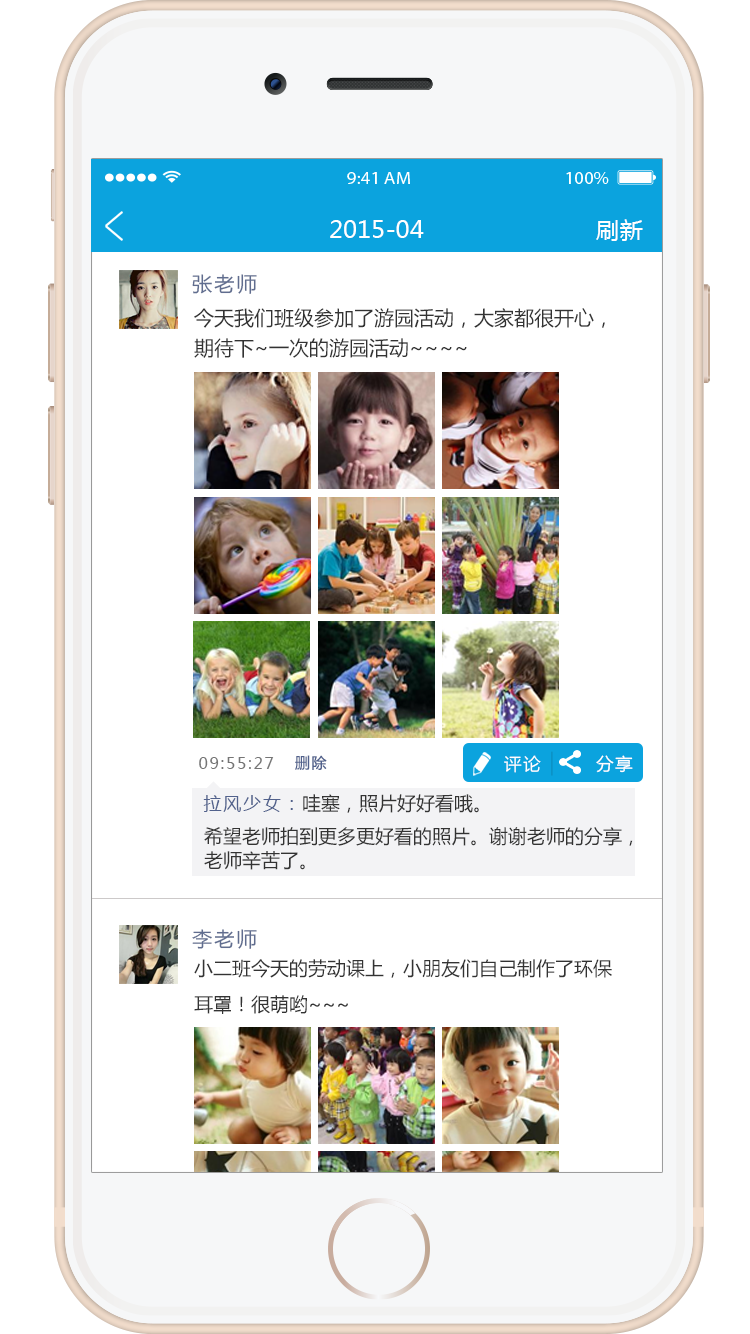 9:41 AM
100%
2015-04
刷新
张老师
今天我们班级参加了游园活动，大家都很开心，
期待下~一次的游园活动~~~~
09:55:27
删除
评论
分享
拉风少女：哇塞，照片好好看哦。
希望老师拍到更多更好看的照片。谢谢老师的分享，
老师辛苦了。
李老师
小二班今天的劳动课上，小朋友们自己制作了环保
耳罩！很萌哟~~~